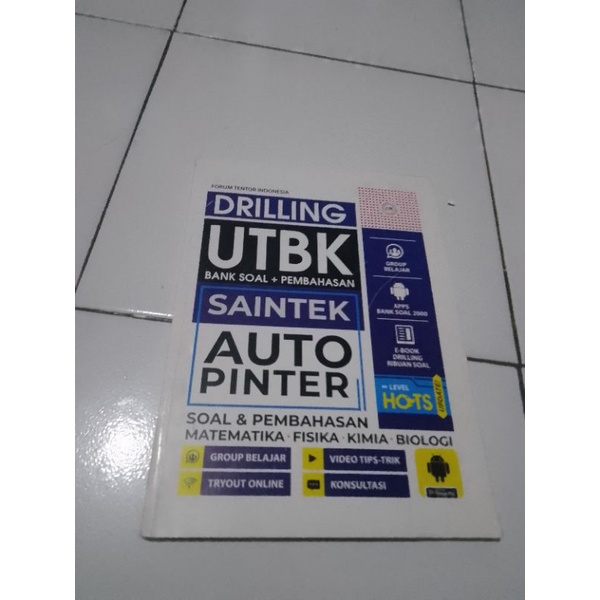 FORUM TENTOR INDONESIA
DRILLING
UTBK
BANK SOAL + PEMBAHASAN
SAINTEK
AUTO
PINTER
GROUP
BELAJAR
APPS
BANK SOAL 2000
E-BOOK
DRILLING
RIBUAN SOAL
LEVEL
HOTS
UPDATE!
SOAL & PEMBAHASAN
MATEMATIKA · FISIKA · KIMIA · BIOLOGI
GROUP BELAJAR
VIDEO TIPS-TRIK
TRYOUT ONLINE
KONSULTASI